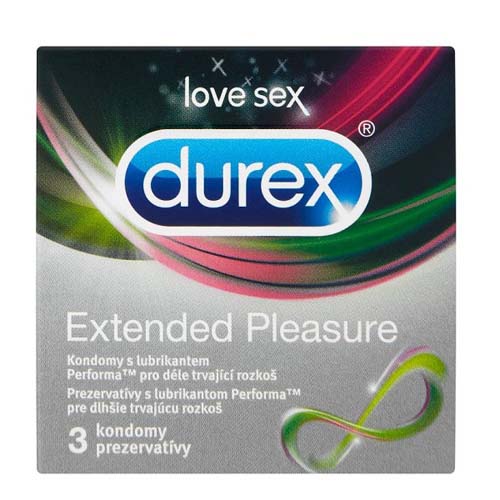 love sex
durex®
Extended Pleasure
Kondomy s lubrikantem
Performa™ pro déle trvající rozkoš
Prezervatívy s lubrikantom Performa™
pre dlhšie trvajúcu rozkoš
3 kondomy
prezervatívy